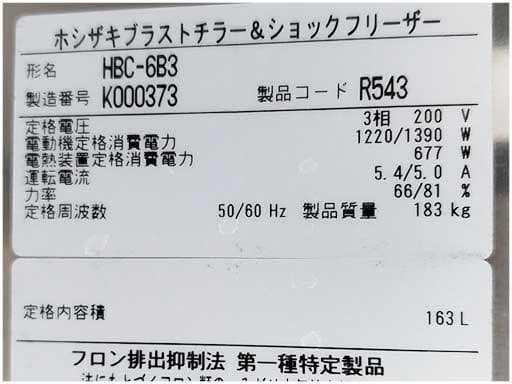 ホシザキブラストチラー&ショックフリーザー
形名 HBC-6B3
製造番号 K000373 製品コード R543
定格電圧 3相 200 V
電動機定格消費電力 1220/1390 W
電熱装置定格消費電力 677 W
運転電流 5.4/5.0 A
力率 66/81 %
定格周波数 50/60 Hz 製品質量 183 kg
定格内容積 163 L
フロン排出抑制法 第一種特定製品